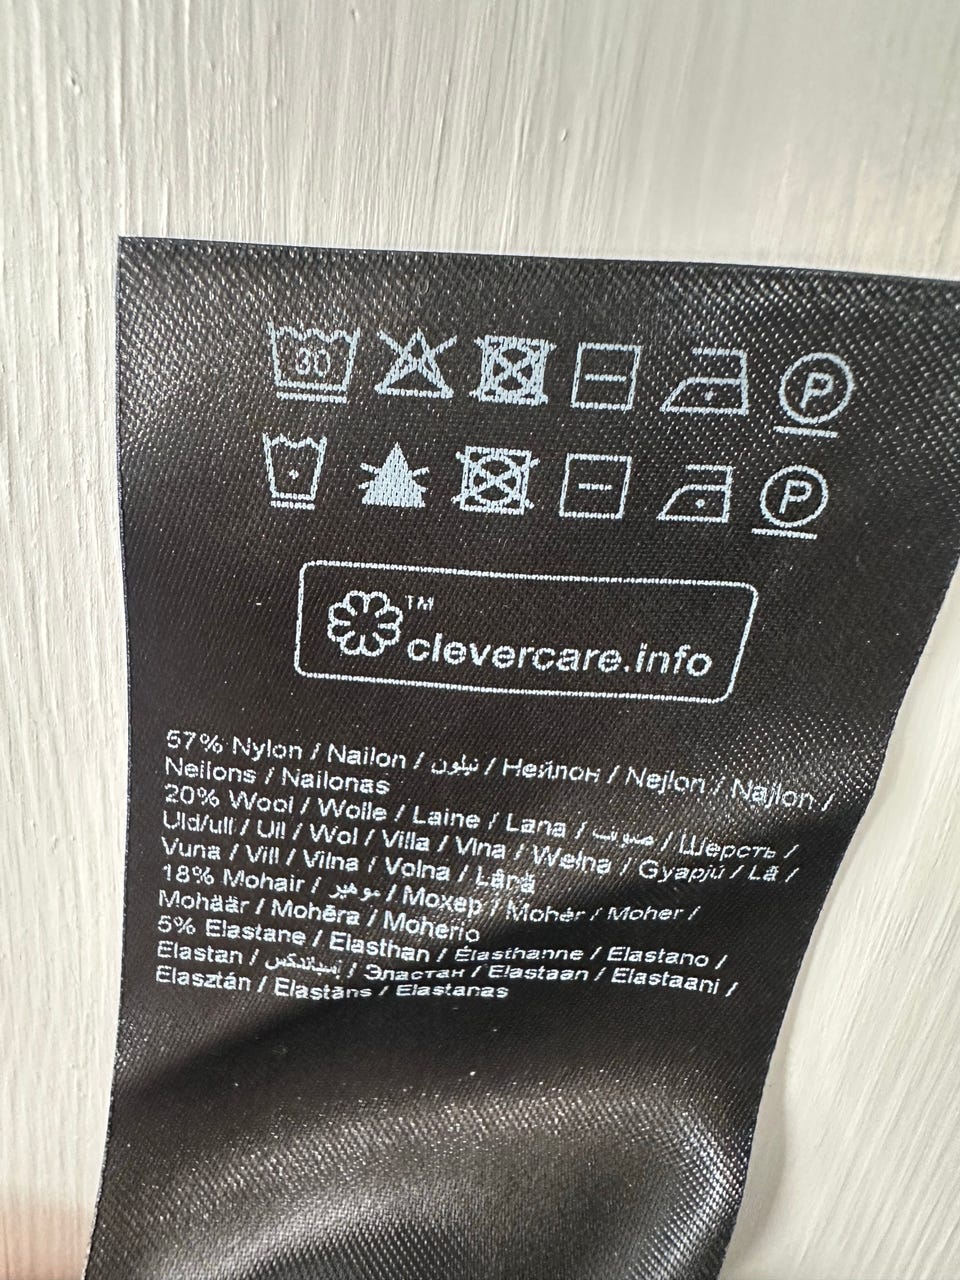 30
P
P
TM
clevercare.info
57% Nylon / Nailon / نيلون / Нейлон / Nejlon / Najlon /
Neilons / Nailonas
20% Wool / Wolle / Laine / Lana / صوف / Шерсть /
Uld/ull / Ull / Wol / Villa / Vlna / Wełna / Gyapjú / Lã /
Vuna / Vill / Vilna / Volna / Lână
18% Mohair / موهير / Мохер / Mohér / Moher /
Mohäär / Mohēra / Moherio
5% Elastane / Elasthan / Élasthanne / Elastano /
Elastan / إسباندكس / Эластан / Elastaan / Elastaani /
Elasztán / Elastāns / Elastanas